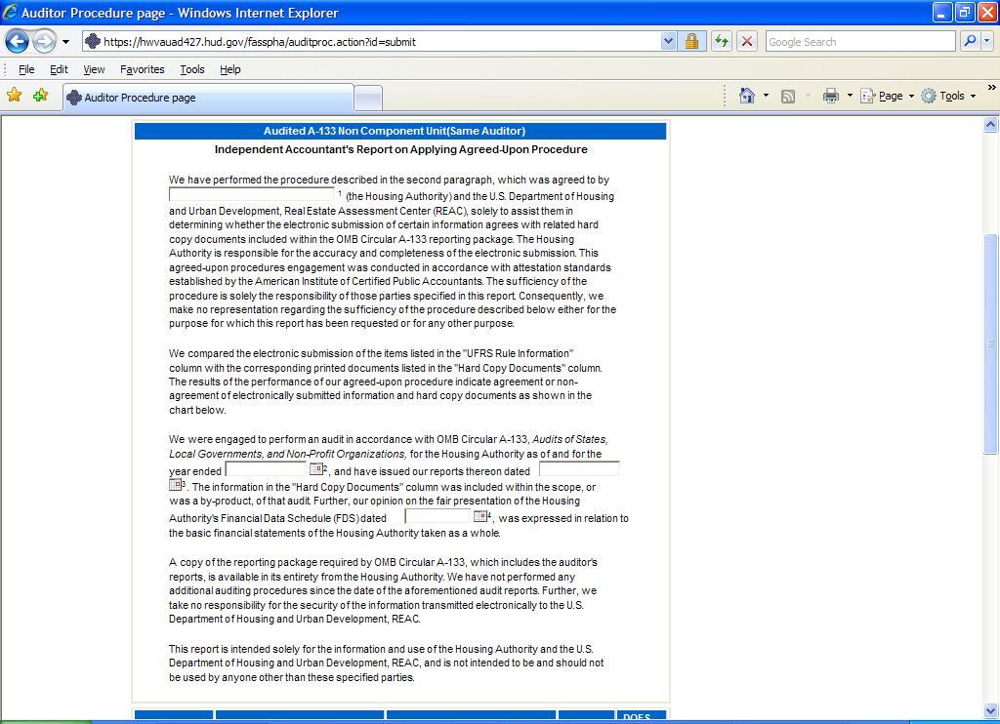 Auditor Procedure page - Windows Internet Explorer
https://hwvauad427.hud.gov/fasspha/auditproc.action?id=submit
Google Search
File Edit View Favorites Tools Help
Auditor Procedure page
Page Tools »
Audited A-133 Non Component Unit(Same Auditor)
Independent Accountant's Report on Applying Agreed-Upon Procedure
We have performed the procedure described in the second paragraph, which was agreed to by
1 (the Housing Authority) and the U.S. Department of Housing
and Urban Development, Real Estate Assessment Center (REAC), solely to assist them in
determining whether the electronic submission of certain information agrees with related hard
copy documents included within the OMB Circular A-133 reporting package. The Housing
Authority is responsible for the accuracy and completeness of the electronic submission. This
agreed-upon procedures engagement was conducted in accordance with attestation standards
established by the American Institute of Certified Public Accountants. The sufficiency of the
procedure is solely the responsibility of those parties specified in this report. Consequently, we
make no representation regarding the sufficiency of the procedure described below either for the
purpose for which this report has been requested or for any other purpose.
We compared the electronic submission of the items listed in the "UFRS Rule Information"
column with the corresponding printed documents listed in the "Hard Copy Documents" column.
The results of the performance of our agreed-upon procedure indicate agreement or non-
agreement of electronically submitted information and hard copy documents as shown in the
chart below.
We were engaged to perform an audit in accordance with OMB Circular A-133, Audits of States,
Local Governments, and Non-Profit Organizations, for the Housing Authority as of and for the
year ended 2, and have issued our reports thereon dated
3. The information in the "Hard Copy Documents" column was included within the scope, or
was a by-product, of that audit. Further, our opinion on the fair presentation of the Housing
Authority's Financial Data Schedule (FDS) dated 4, was expressed in relation to
the basic financial statements of the Housing Authority taken as a whole.
A copy of the reporting package required by OMB Circular A-133, which includes the auditor's
reports, is available in its entirety from the Housing Authority. We have not performed any
additional auditing procedures since the date of the aforementioned audit reports. Further, we
take no responsibility for the security of the information transmitted electronically to the U.S.
Department of Housing and Urban Development, REAC.
This report is intended solely for the information and use of the Housing Authority and the U.S.
Department of Housing and Urban Development, REAC, and is not intended to be and should not
be used by anyone other than these specified parties.
DOES